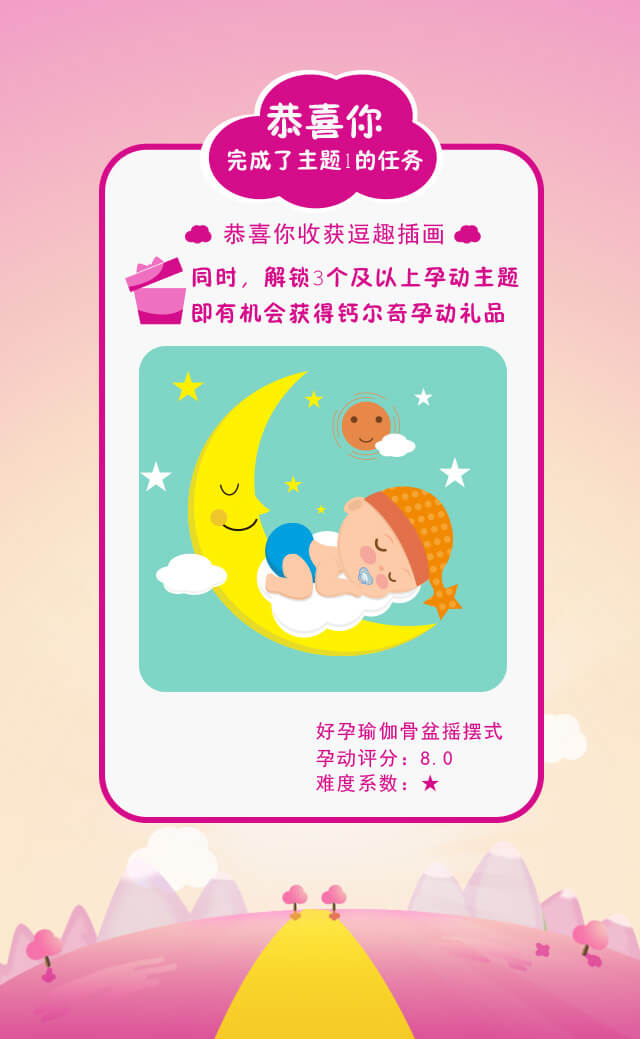 恭喜你
完成了主题1的任务
恭喜你收获逗趣插画
同时，解锁3个及以上孕动主题
即有机会获得钙尔奇孕动礼品
好孕瑜伽骨盆摇摆式
孕动评分：8.0
难度系数：★